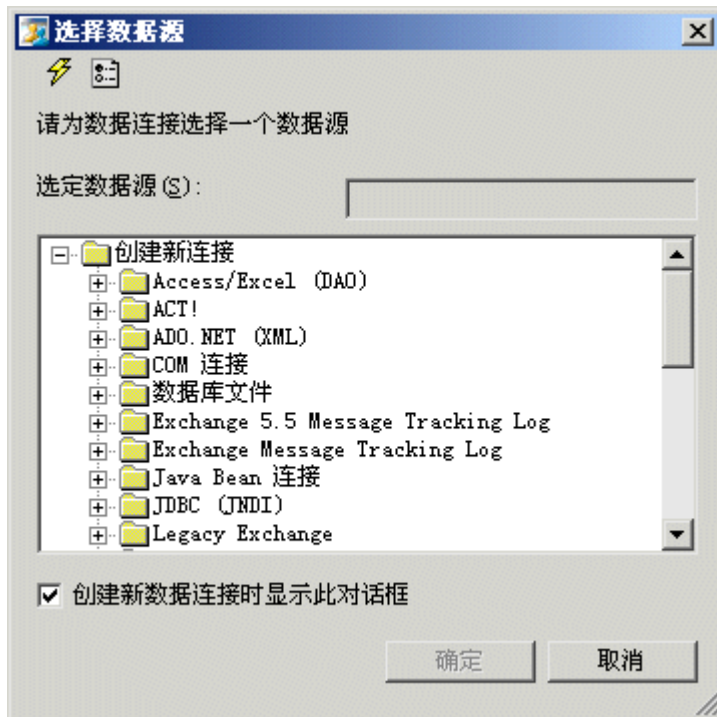 选择数据源
请为数据连接选择一个数据源
选定数据源(S):
创建新连接
Access/Excel (DAO)
ACT!
ADO.NET (XML)
COM 连接
数据库文件
Exchange 5.5 Message Tracking Log
Exchange Message Tracking Log
Java Bean 连接
JDBC (JNDI)
Legacy Exchange
创建新数据连接时显示此对话框
确定 取消